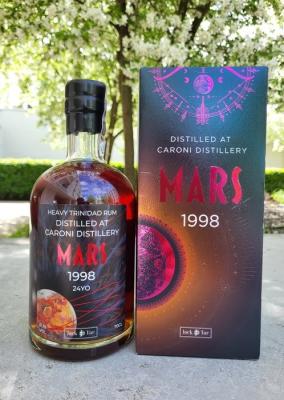 HEAVY TRINIDAD RUM
DISTILLED AT
CARONI DISTILLERY
MARS
1998
24YO
70CL
Jack Tar
DISTILLED AT
CARONI DISTILLERY
MARS
1998
Jack Tar